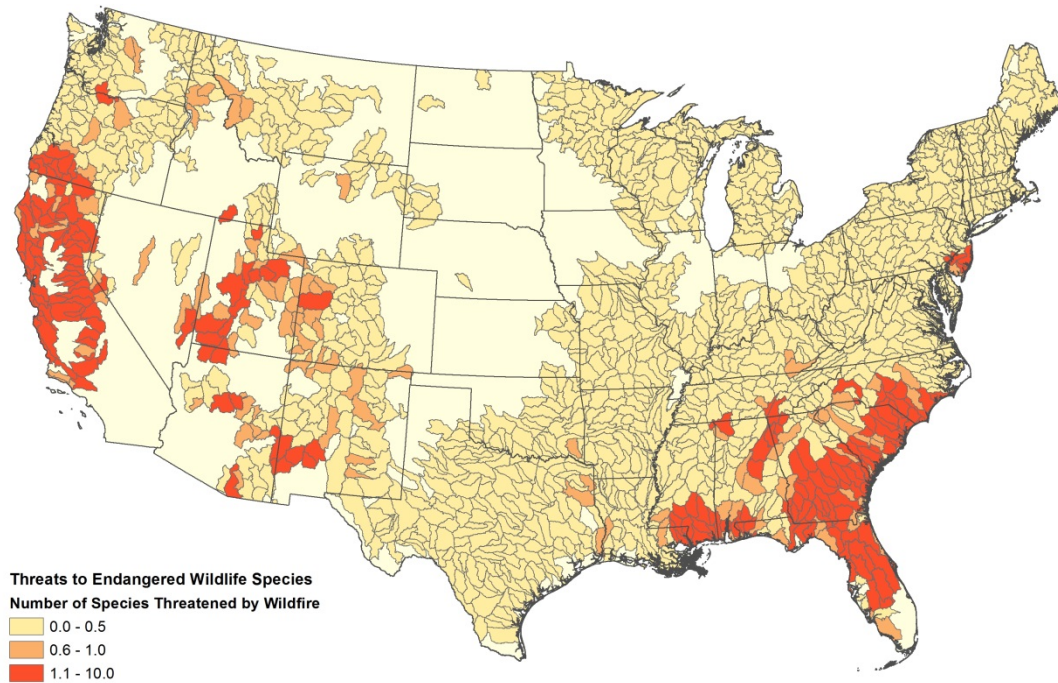 Threats to Endangered Wildlife Species
Number of Species Threatened by Wildfire
0.0 - 0.5
0.6 - 1.0
1.1 - 10.0